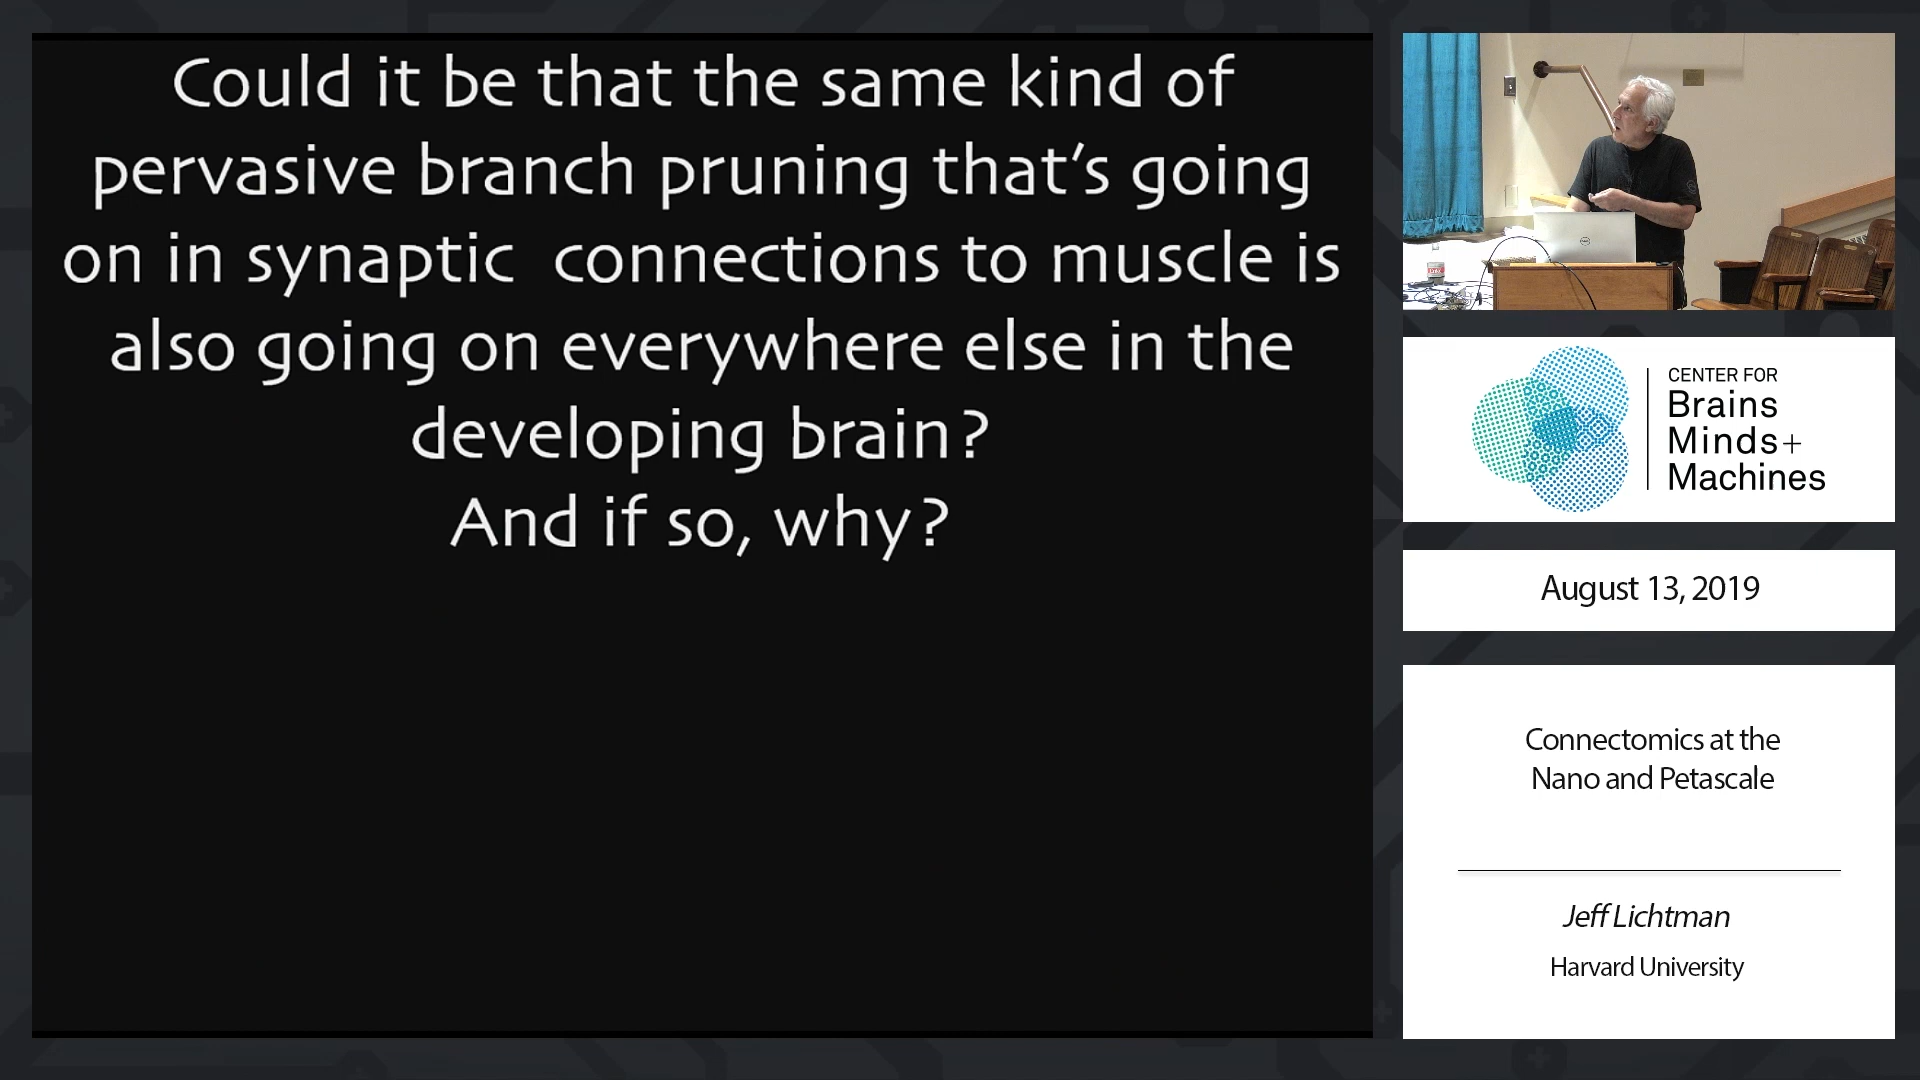 Could it be that the same kind of
pervasive branch pruning that's going
on in synaptic connections to muscle is
also going on everywhere else in the
developing brain?
And if so, why?
CENTER FOR
Brains
Minds+
Machines
August 13, 2019
Connectomics at the
Nano and Petascale
Jeff Lichtman
Harvard University